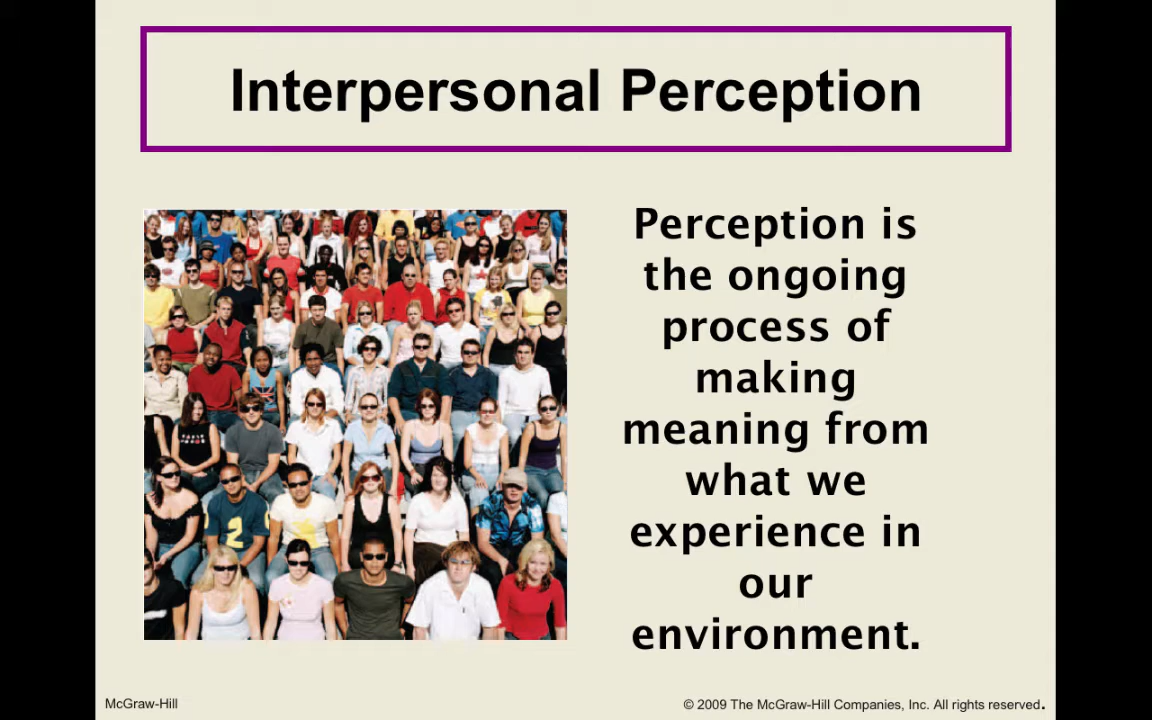 Interpersonal Perception
Perception is
the ongoing
process of
making
meaning from
what we
experience in
our
environment.
McGraw-Hill
© 2009 The McGraw-Hill Companies, Inc. All rights reserved.